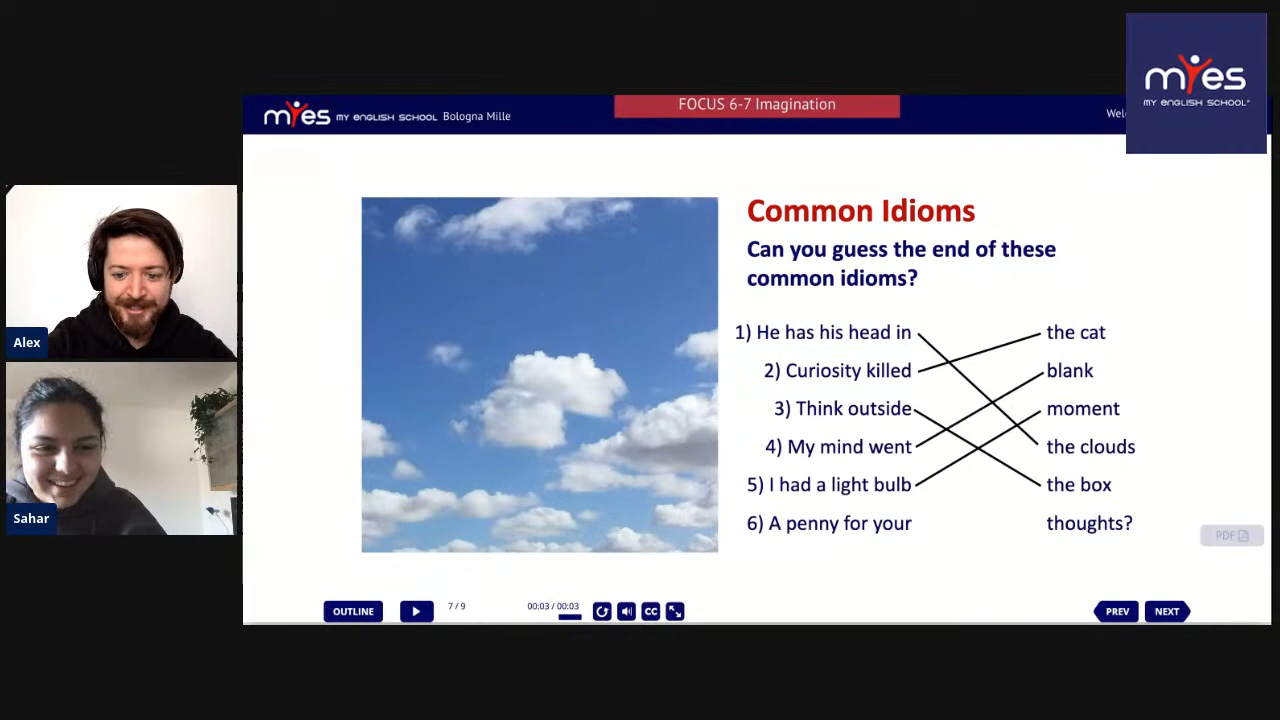 myes
MY ENGLISH SCHOOL®
myes MY ENGLISH SCHOOL Bologna Mille
FOCUS 6-7 Imagination
Alex
Sahar
Common Idioms
Can you guess the end of these
common idioms?
1) He has his head in the cat
2) Curiosity killed blank
3) Think outside moment
4) My mind went the clouds
5) I had a light bulb the box
6) A penny for your thoughts?
PDF
OUTLINE 7 / 9 00:03 / 00:03 CC PREV NEXT